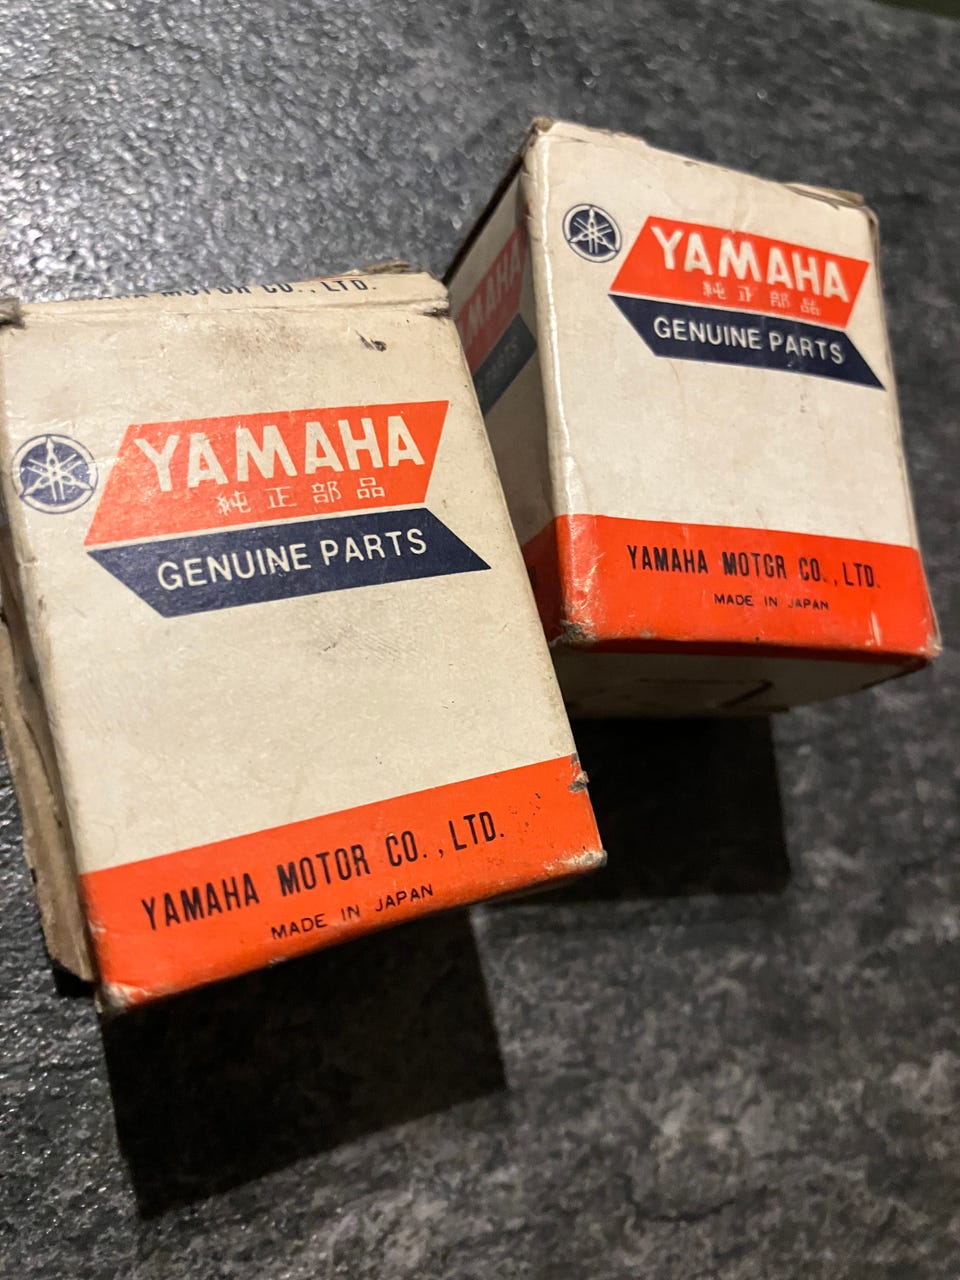 MOTOR CO., LTD.
YAMAHA
純正部品
GENUINE PARTS
YAMAHA MOTOR CO., LTD.
MADE IN JAPAN
YAMAHA
純正部品
GENUINE PARTS
YAMAHA MOTOR CO., LTD.
MADE IN JAPAN
YAMAHA